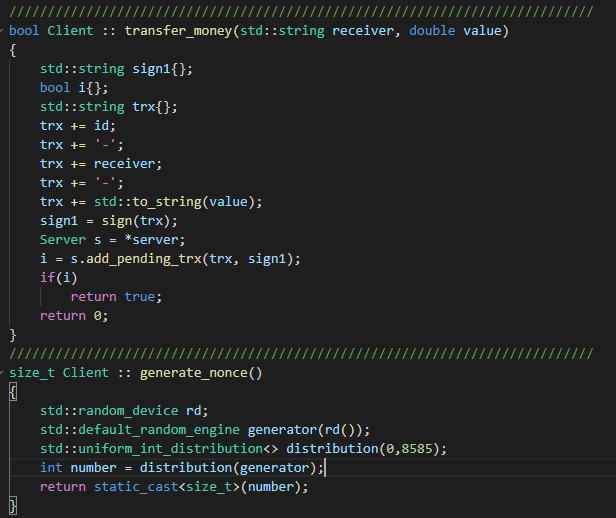 ////////////////////////////////////////////////////////////////////////////
bool Client :: transfer_money(std::string receiver, double value)
{
    std::string sign1{};
    bool i{};
    std::string trx{};
    trx += id;
    trx += '-';
    trx += receiver;
    trx += '-';
    trx += std::to_string(value);
    sign1 = sign(trx);
    Server s = *server;
    i = s.add_pending_trx(trx, sign1);
    if(i)
        return true;
    return 0;
}
////////////////////////////////////////////////////////////////////////////
size_t Client :: generate_nonce()
{
    std::random_device rd;
    std::default_random_engine generator(rd());
    std::uniform_int_distribution<> distribution(0,8585);
    int number = distribution(generator);
    return static_cast<size_t>(number);
}